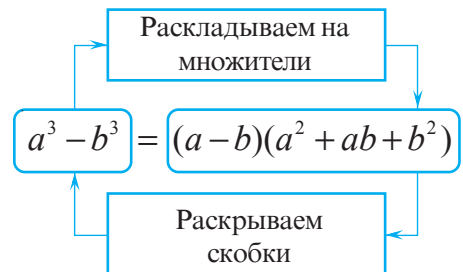 Раскладываем на
множители
a³ − b³ = (a − b)(a² + ab + b²)
Раскрываем
скобки